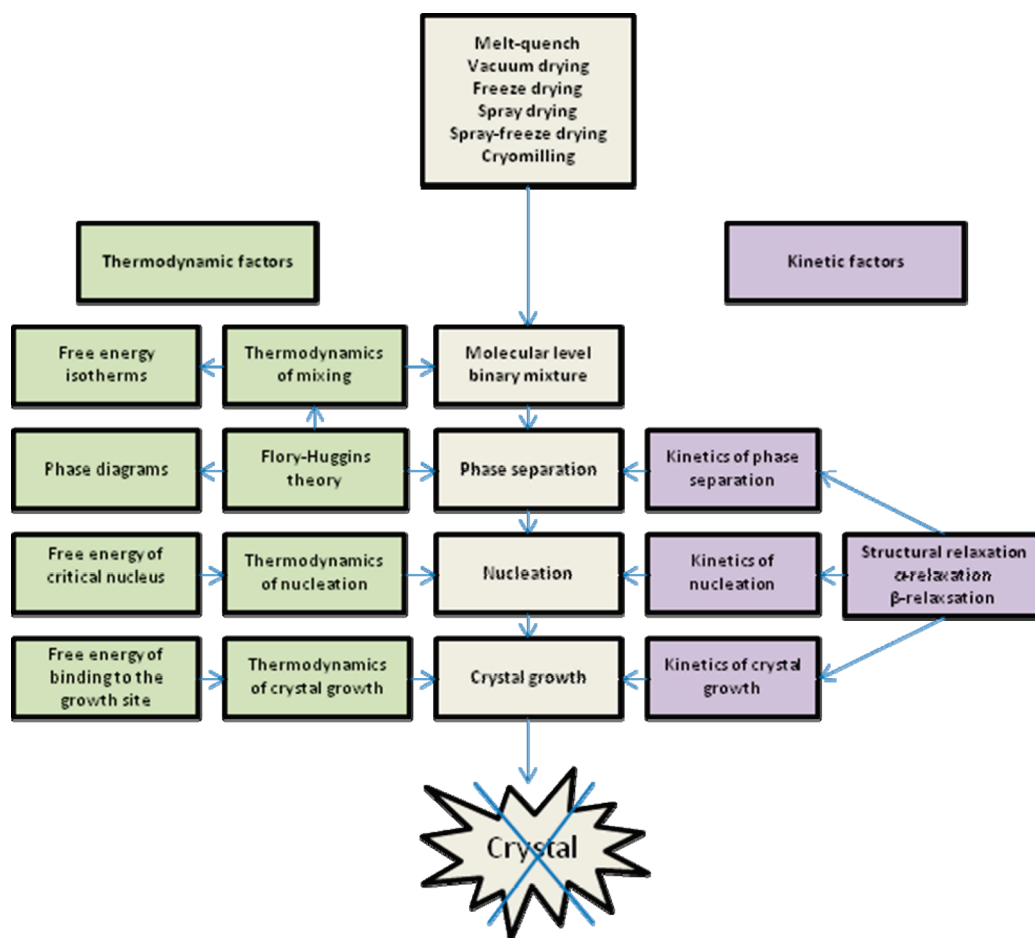 Melt-quench
Vacuum drying
Freeze drying
Spray drying
Spray-freeze drying
Cryomilling
Thermodynamic factors
Kinetic factors
Free energy
isotherms
Thermodynamics
of mixing
Molecular level
binary mixture
Phase diagrams
Flory-Huggins
theory
Phase separation
Kinetics of phase
separation
Free energy of
critical nucleus
Thermodynamics
of nucleation
Nucleation
Kinetics of
nucleation
Structural relaxation
α-relaxation
β-relaxsation
Free energy of
binding to the
growth site
Thermodynamics
of crystal growth
Crystal growth
Kinetics of crystal
growth
Crystal